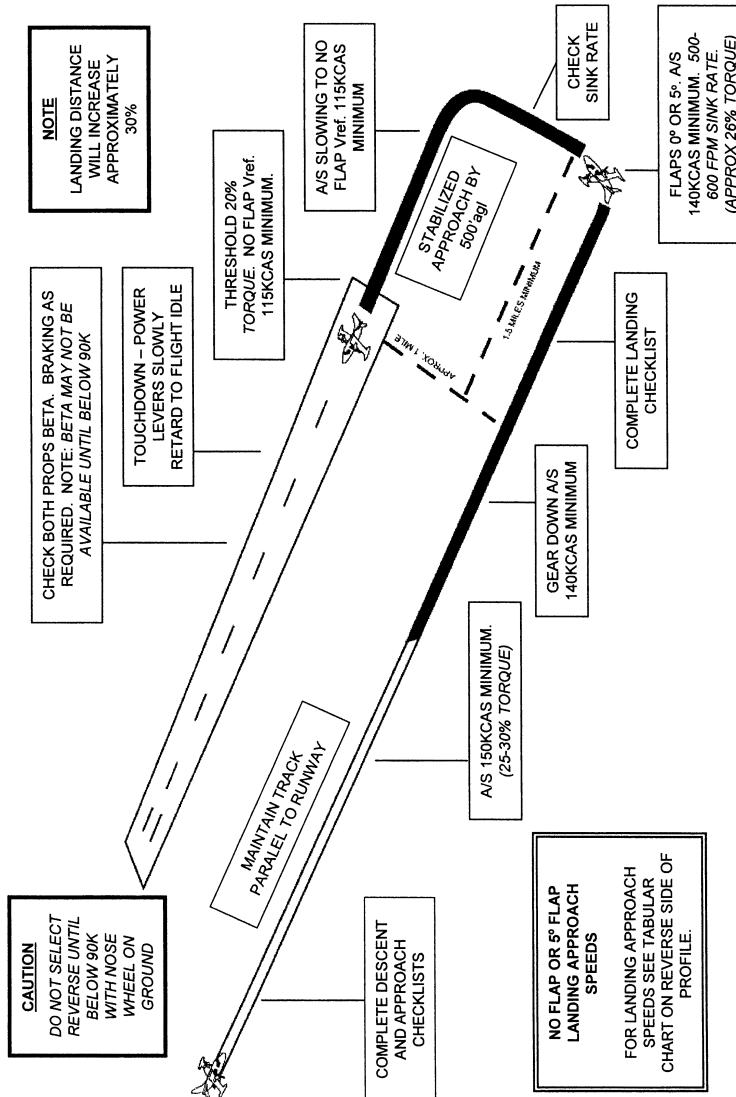 CAUTION
DO NOT SELECT
REVERSE UNTIL
BELOW 90K
WITH NOSE
WHEEL ON
GROUND
CHECK BOTH PROPS BETA. BRAKING AS
REQUIRED. NOTE: BETA MAY NOT BE
AVAILABLE UNTIL BELOW 90K
NOTE
LANDING DISTANCE
WILL INCREASE
APPROXIMATELY
30%
TOUCHDOWN – POWER
LEVERS SLOWLY
RETARD TO FLIGHT IDLE
THRESHOLD 20%
TORQUE. NO FLAP Vref.
115KCAS MINIMUM.
A/S SLOWING TO NO
FLAP Vref. 115KCAS
MINIMUM
MAINTAIN TRACK
PARALEL TO RUNWAY
STABILIZED
APPROACH BY
500'agl
CHECK
SINK RATE
APPROX. 1 MILE
1.5 MILES MINIMUM
COMPLETE DESCENT
AND APPROACH
CHECKLISTS
A/S 150KCAS MINIMUM.
(25-30% TORQUE)
GEAR DOWN A/S
140KCAS MINIMUM
COMPLETE LANDING
CHECKLIST
FLAPS 0º OR 5º. A/S
140KCAS MINIMUM. 500-
600 FPM SINK RATE.
(APPROX 26% TORQUE)
NO FLAP OR 5º FLAP
LANDING APPROACH
SPEEDS
FOR LANDING APPROACH
SPEEDS SEE TABULAR
CHART ON REVERSE SIDE OF
PROFILE.